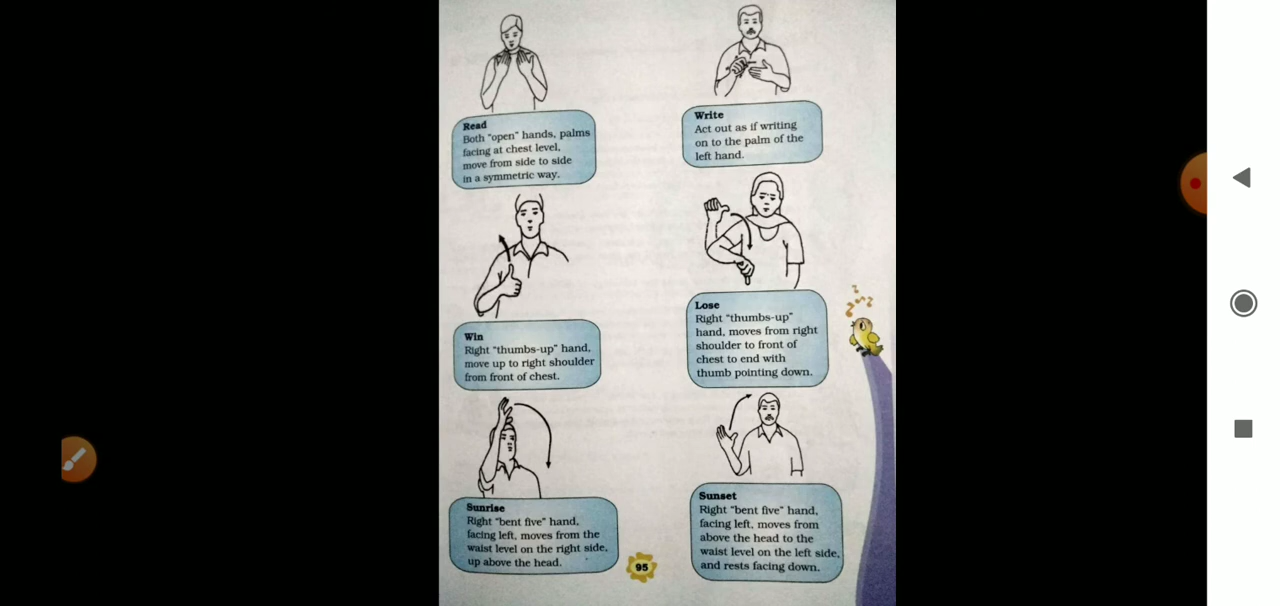 Read
Both "open" hands, palms
facing at chest level,
move from side to side
in a symmetric way.
Write
Act out as if writing
on to the palm of the
left hand.
Win
Right "thumbs-up" hand,
move up to right shoulder
from front of chest.
Lose
Right "thumbs-up"
hand, moves from right
shoulder to front of
chest to end with
thumb pointing down.
Sunrise
Right "bent five" hand,
facing left, moves from the
waist level on the right side,
up above the head.
Sunset
Right "bent five" hand,
facing left, moves from
above the head to the
waist level on the left side,
and rests facing down.
95